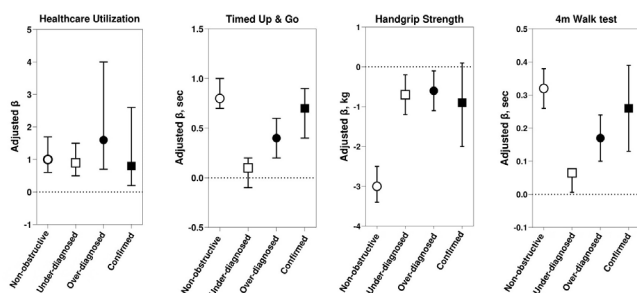 Healthcare Utilization
Adjusted β
5
4
3
2
1
0
1
Non-obstructive
Under-diagnosed
Over-diagnosed
Confirmed
Timed Up & Go
Adjusted β, sec
1.5
1.0
0.5
0.0
-0.5
Non-obstructive
Under-diagnosed
Over-diagnosed
Confirmed
Handgrip Strength
Adjusted β, kg
1
0
-1
-2
-3
-4
Non-obstructive
Under-diagnosed
Over-diagnosed
Confirmed
4m Walk test
Adjusted β, sec
0.5
0.4
0.3
0.2
0.1
0.0
-0.1
Non-obstructive
Under-diagnosed
Over-diagnosed
Confirmed